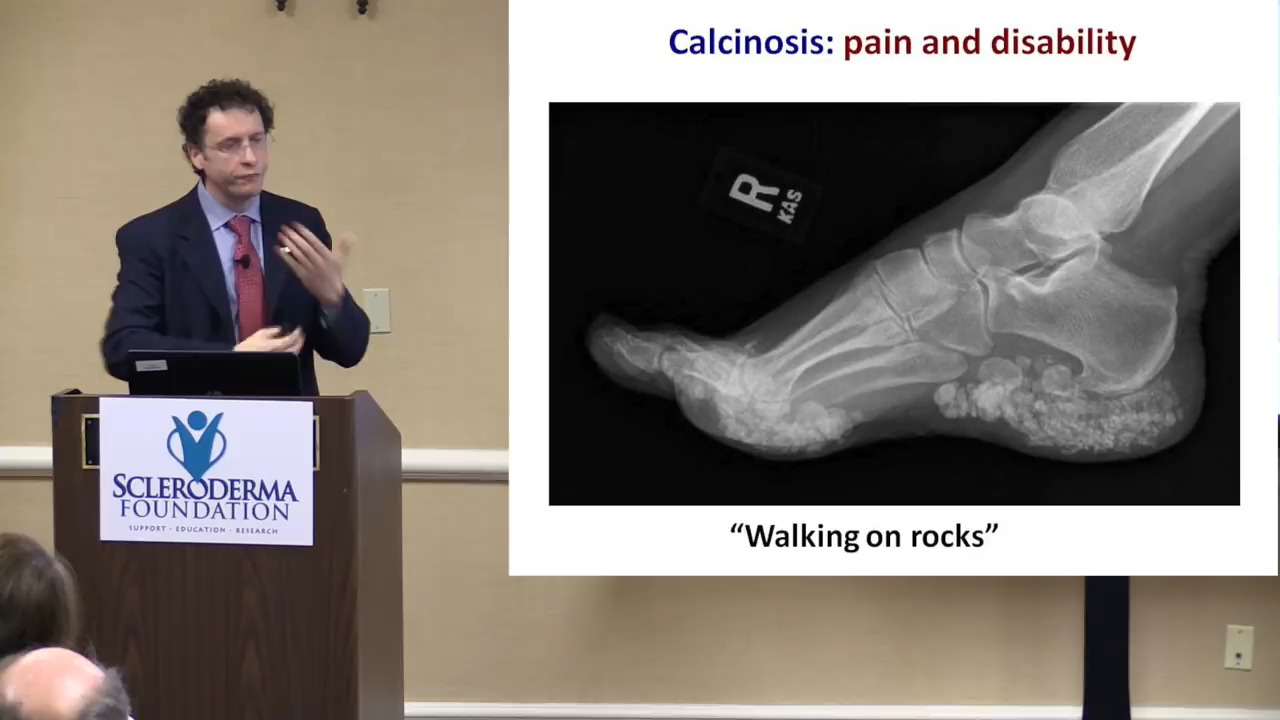 Calcinosis: pain and disability
R
KAS
“Walking on rocks”
SCLERODERMA
FOUNDATION
SUPPORT · EDUCATION · RESEARCH